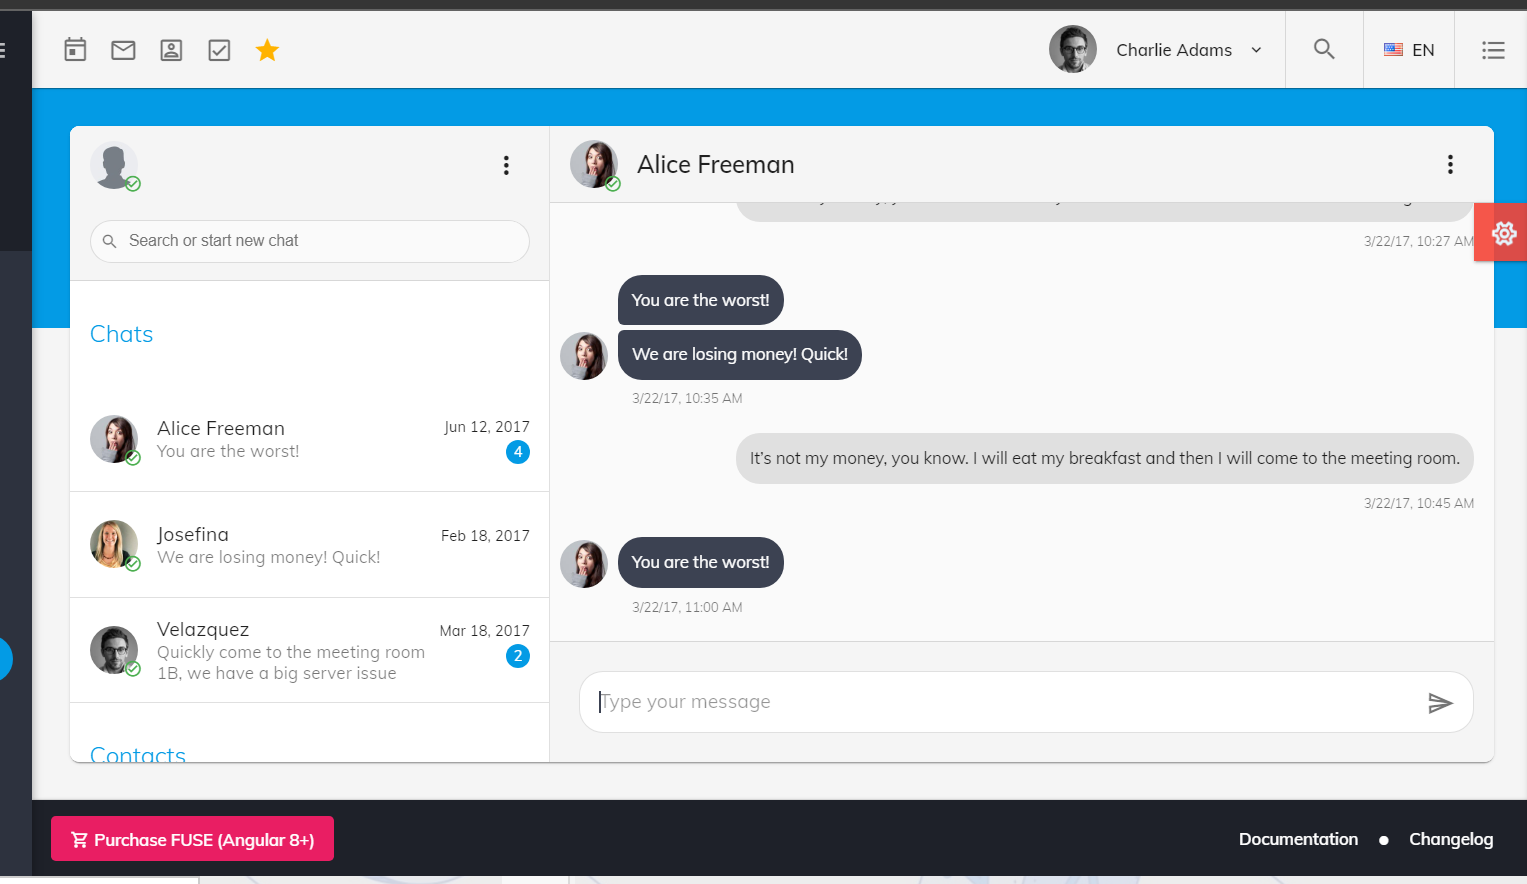 Charlie Adams
EN
Alice Freeman
Search or start new chat
3/22/17, 10:27 AM
You are the worst!
Chats
We are losing money! Quick!
3/22/17, 10:35 AM
Alice Freeman
Jun 12, 2017
You are the worst!
4
It's not my money, you know. I will eat my breakfast and then I will come to the meeting room.
3/22/17, 10:45 AM
Josefina
Feb 18, 2017
We are losing money! Quick!
You are the worst!
3/22/17, 11:00 AM
Velazquez
Mar 18, 2017
Quickly come to the meeting room
1B, we have a big server issue
2
Type your message
Contacts
Purchase FUSE (Angular 8+)
Documentation
Changelog